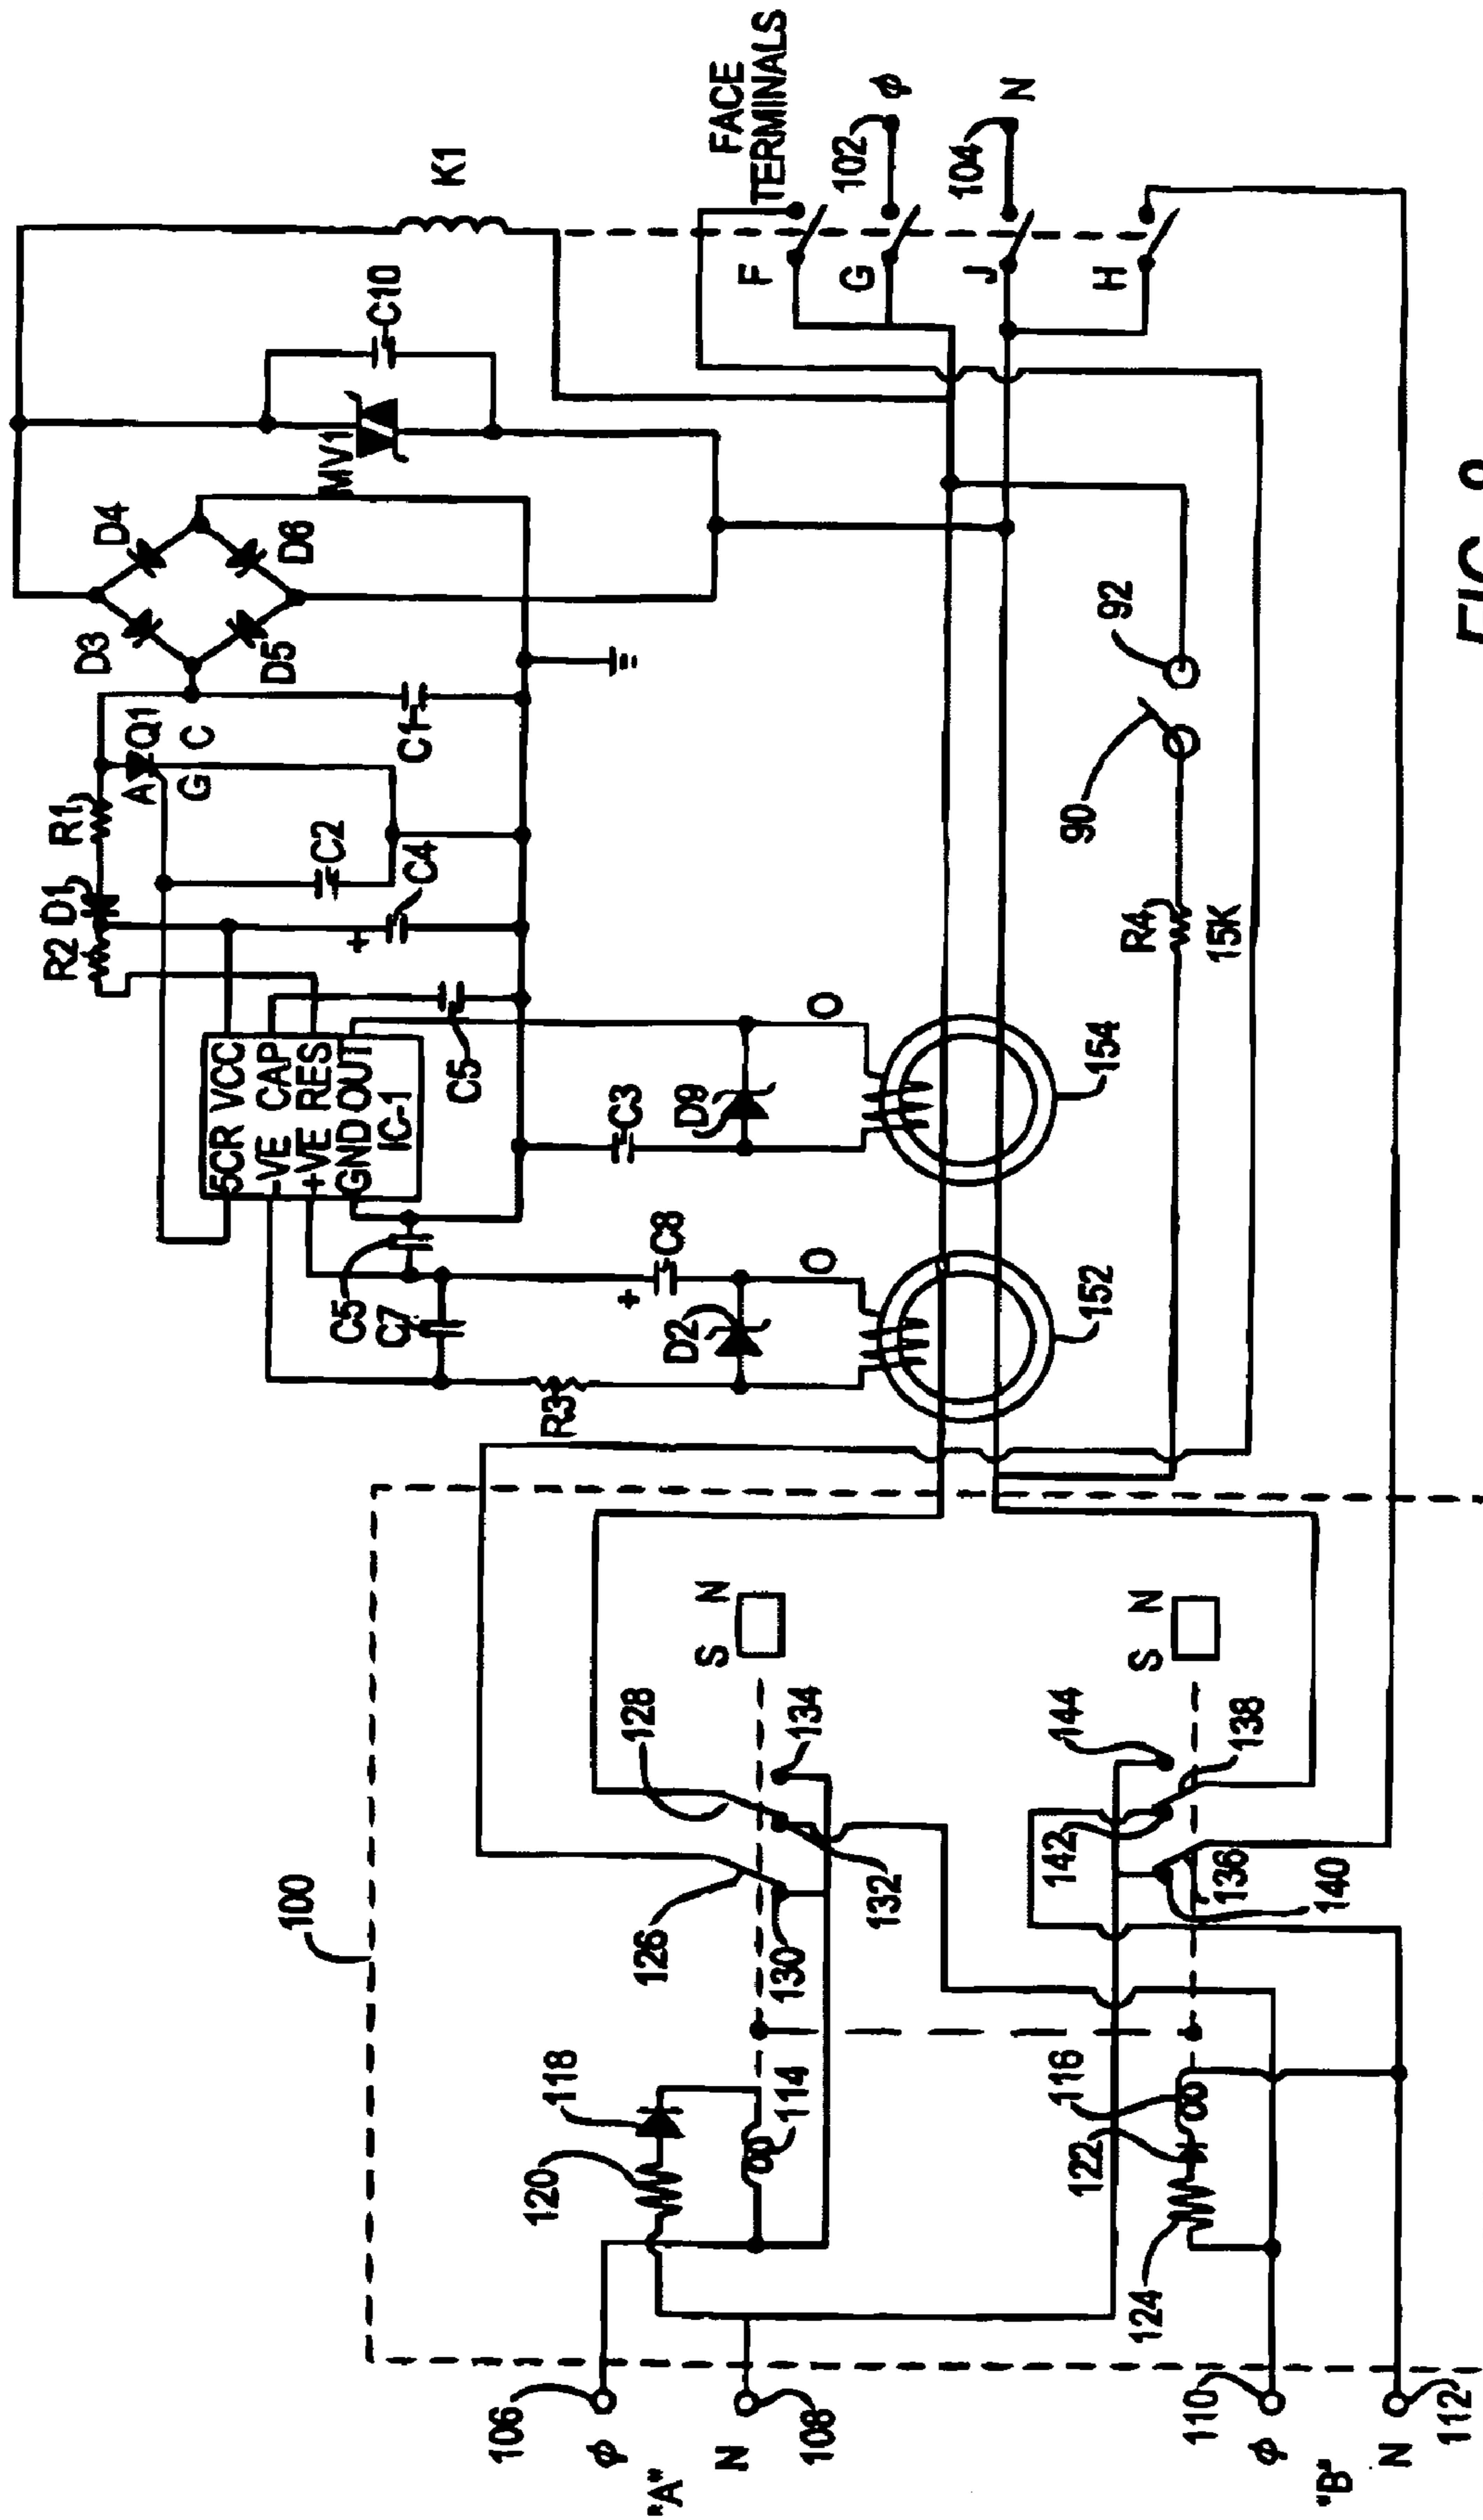 FACE
TERMINALS
K1
C10
MV1
D4
D6
D3
D5
F
G
J
H
102
φ
104
N
R1
A
Q1
G C
C1
R2
D1
C2
C4
+
SCR VCC
-VE CAP
+VE RES
GND OUT
IC-1
C5
C3
D9
O
154
92
90
R4
15K
C5
C7
+
C8
D2
O
152
R3
100
S N
S N
128
134
126
130
132
144
142
138
136
140
118
120
114
116
122
124
106
φ
"A"
N
108
110
φ
"B"
N
112